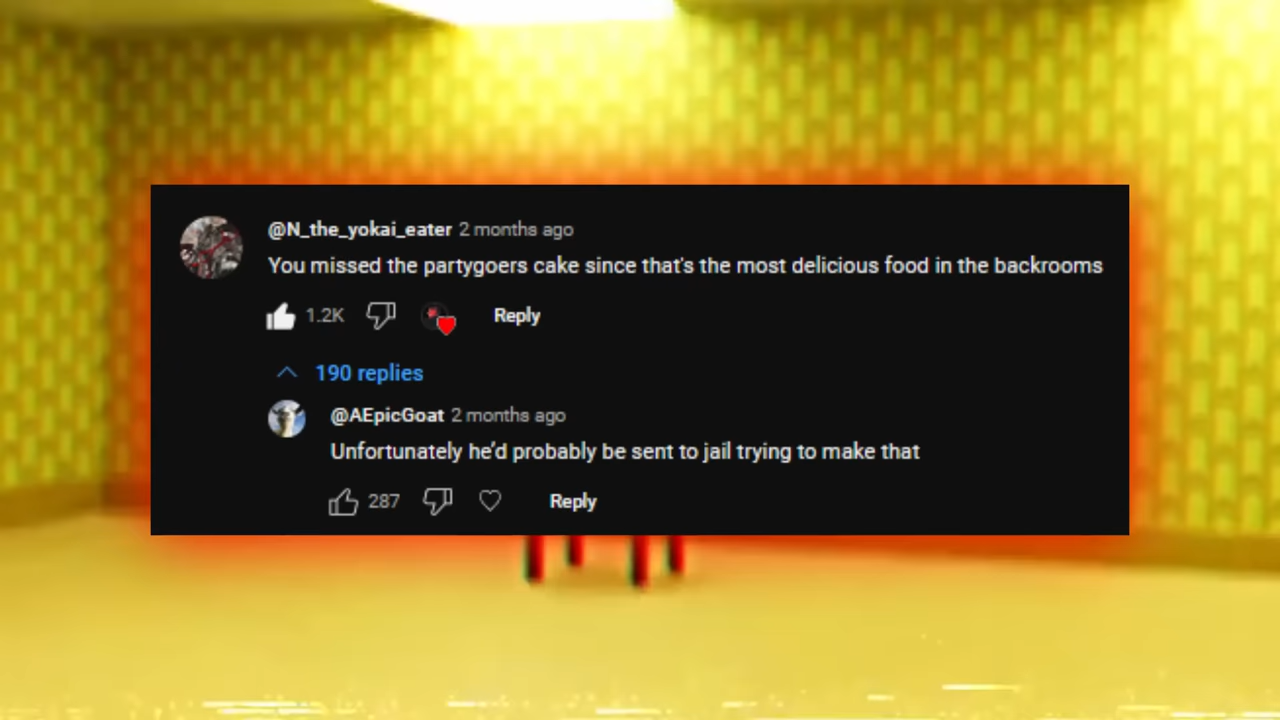 @N_the_yokai_eater 2 months ago
You missed the partygoers cake since that's the most delicious food in the backrooms
1.2K Reply
190 replies
@AEpicGoat 2 months ago
Unfortunately he'd probably be sent to jail trying to make that
287 Reply